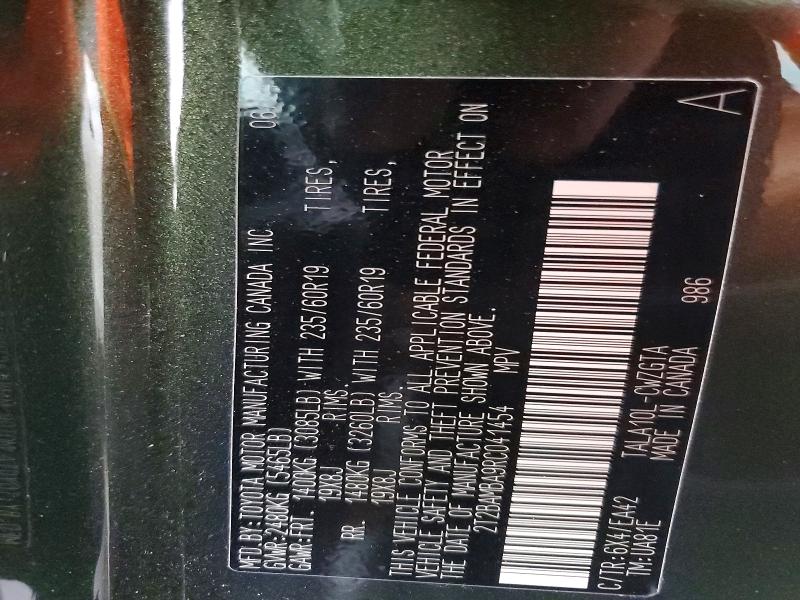 MFD.BY:TOYOTA MOTOR MANUFACTURING CANADA INC.
GVWR:2480KG(5465LB)
GAWR:FRT. 1400KG (3085LB) WITH 235/60R19 TIRES,
19X8J RIMS.
RR. 1480KG (3260LB) WITH 235/60R19 TIRES,
19X8J RIMS.
THIS VEHICLE CONFORMS TO ALL APPLICABLE FEDERAL MOTOR
VEHICLE SAFETY AND THEFT PREVENTION STANDARDS IN EFFECT ON
THE DATE OF MANUFACTURE SHOWN ABOVE.
MPV
C/TR:6X4/EA42 TALA10L-CWZGTA 986
TM:UA81E MADE IN CANADA
A